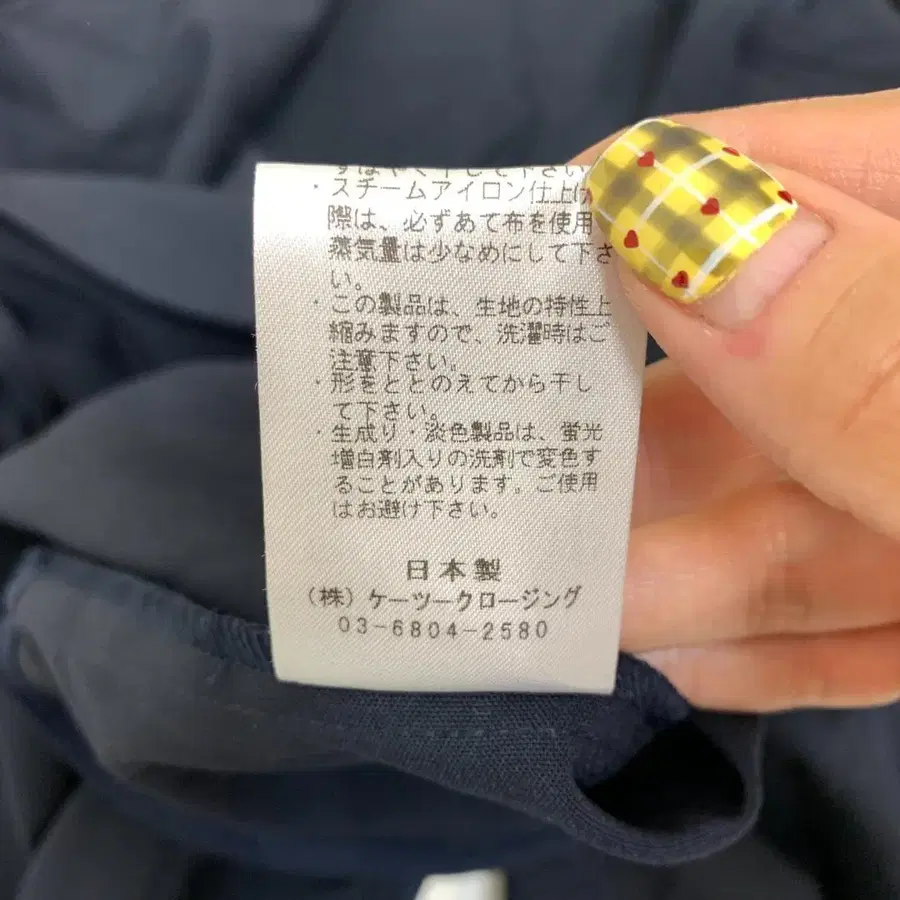 ・スチームアイロン仕上げ
際は、必ずあて布を使用
蒸気量は少なめにして下さ
い。
・この製品は、生地の特性上
縮みますので、洗濯時はご
注意下さい。
・形をととのえてから干し
て下さい。
・生成り・淡色製品は、蛍光
増白剤入りの洗剤で変色す
ることがあります。ご使用
はお避け下さい。
日本製
(株)ケーツークロージング
03-6804-2580